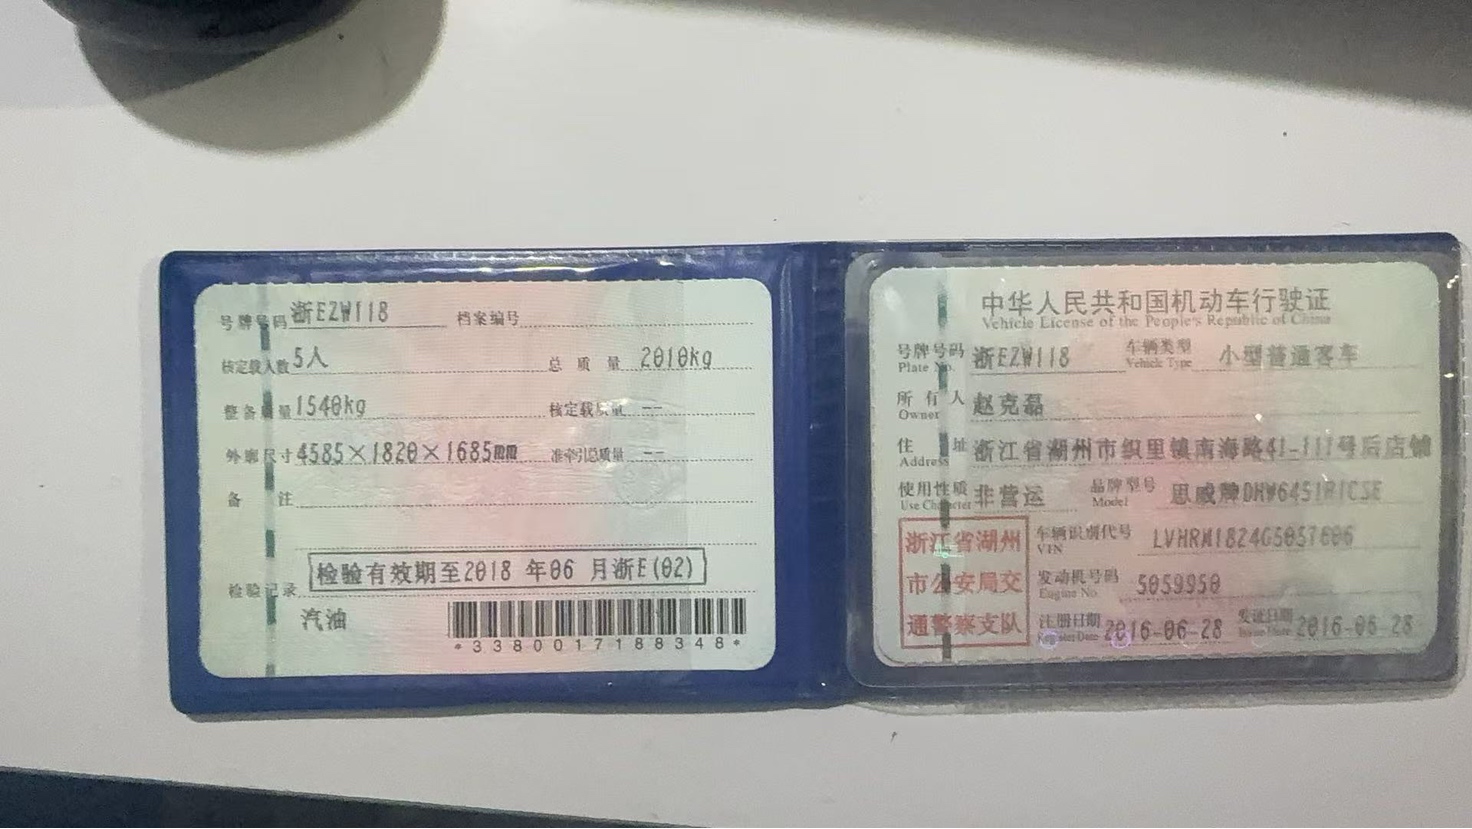 号牌号码 浙EZW118 档案编号
核定载人数 5人 总质量 2010kg
整备质量 1540kg 核定载质量 --
外廓尺寸 4585×1820×1685mm 准牵引总质量 --
备注
检验记录 检验有效期至2018年06月浙E(02)
汽油
*3380017188348*
中华人民共和国机动车行驶证
Vehicle License of the People's Republic of China
号牌号码 浙EZW118 车辆类型 小型普通客车
Plate No. Vehicle Type
所有人 赵克磊
Owner
住址 浙江省湖州市织里镇南海路41-111号后店铺
Address
使用性质 非营运 品牌型号 思威牌DHW6451R1CSE
Use Character Model
浙江省湖州
市公安局交
通警察支队
车辆识别代号
VIN
发动机号码 5059950
Engine No.
注册日期 2016-06-28 发证日期 2016-06-28
Register Date Issue Date